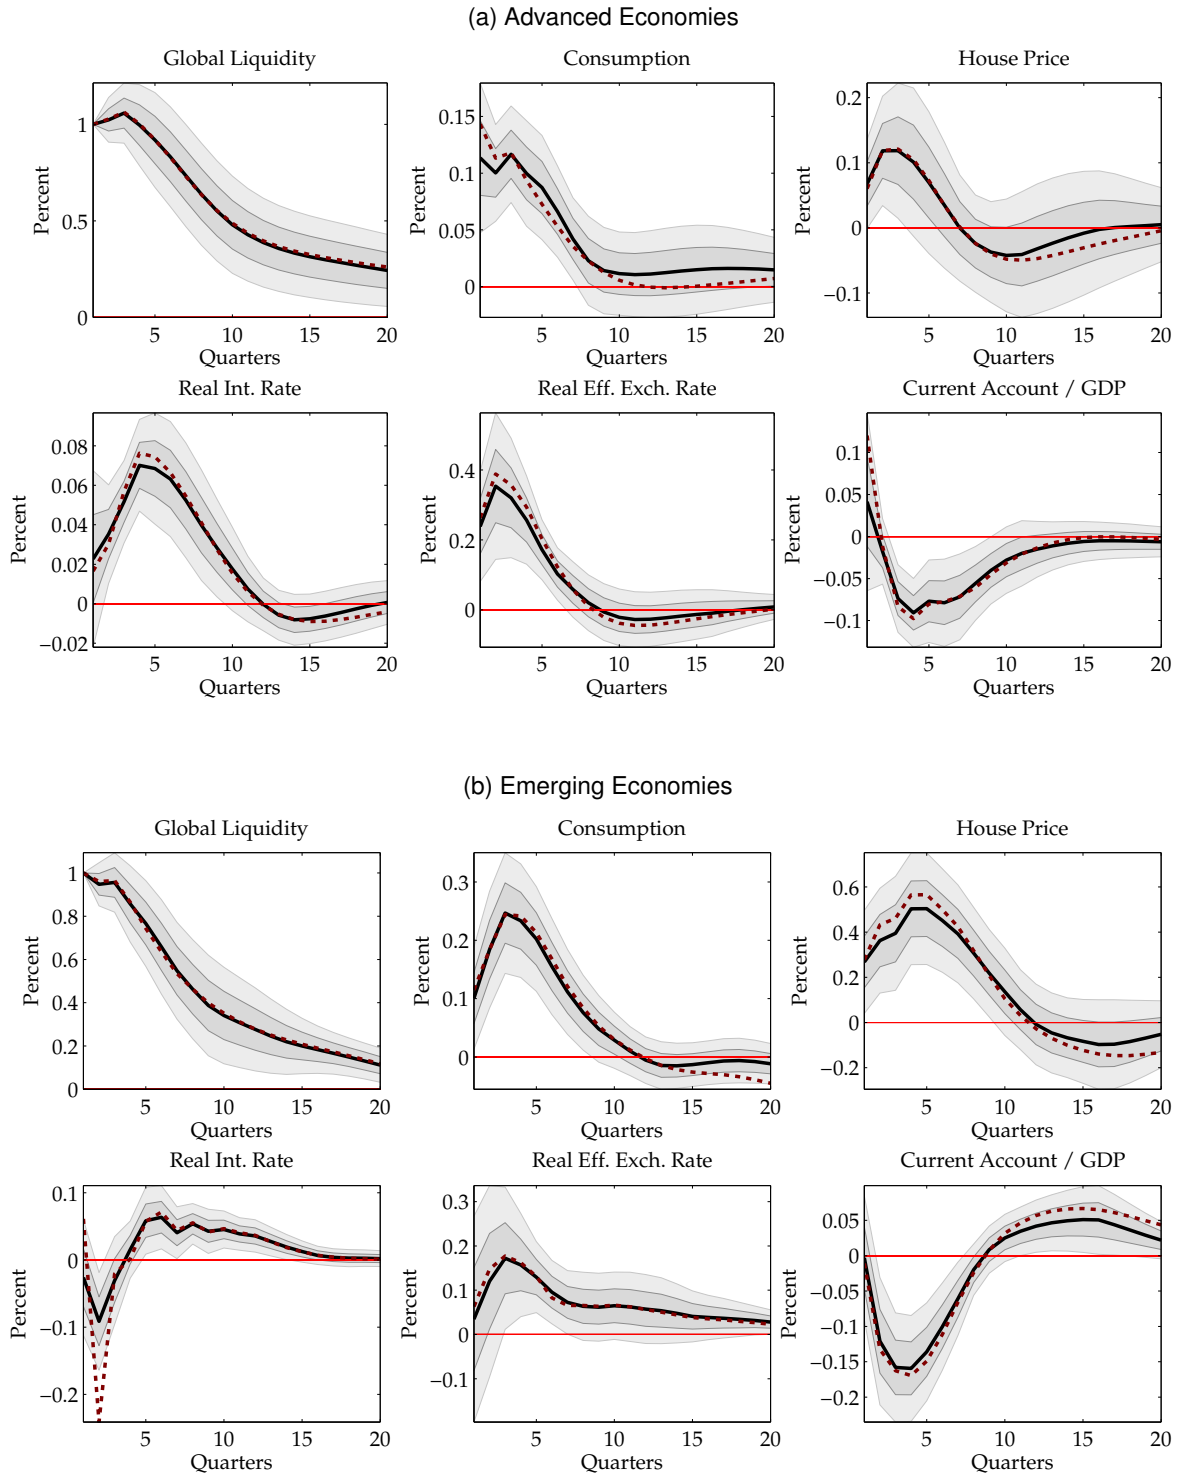 (a) Advanced Economies
Global Liquidity
Consumption
House Price
Percent
1
0.5
0
5 10 15 20
Quarters
Percent
0.15
0.1
0.05
0
5 10 15 20
Quarters
Percent
0.2
0.1
0
−0.1
5 10 15 20
Quarters
Real Int. Rate
Real Eff. Exch. Rate
Current Account / GDP
Percent
0.08
0.06
0.04
0.02
0
−0.02
5 10 15 20
Quarters
Percent
0.4
0.2
0
5 10 15 20
Quarters
Percent
0.1
0.05
0
−0.05
−0.1
5 10 15 20
Quarters
(b) Emerging Economies
Global Liquidity
Consumption
House Price
Percent
1
0.8
0.6
0.4
0.2
0
5 10 15 20
Quarters
Percent
0.3
0.2
0.1
0
5 10 15 20
Quarters
Percent
0.6
0.4
0.2
0
−0.2
5 10 15 20
Quarters
Real Int. Rate
Real Eff. Exch. Rate
Current Account / GDP
Percent
0.1
0
−0.1
−0.2
5 10 15 20
Quarters
Percent
0.3
0.2
0.1
0
−0.1
5 10 15 20
Quarters
Percent
0.05
0
−0.05
−0.1
−0.15
−0.2
5 10 15 20
Quarters